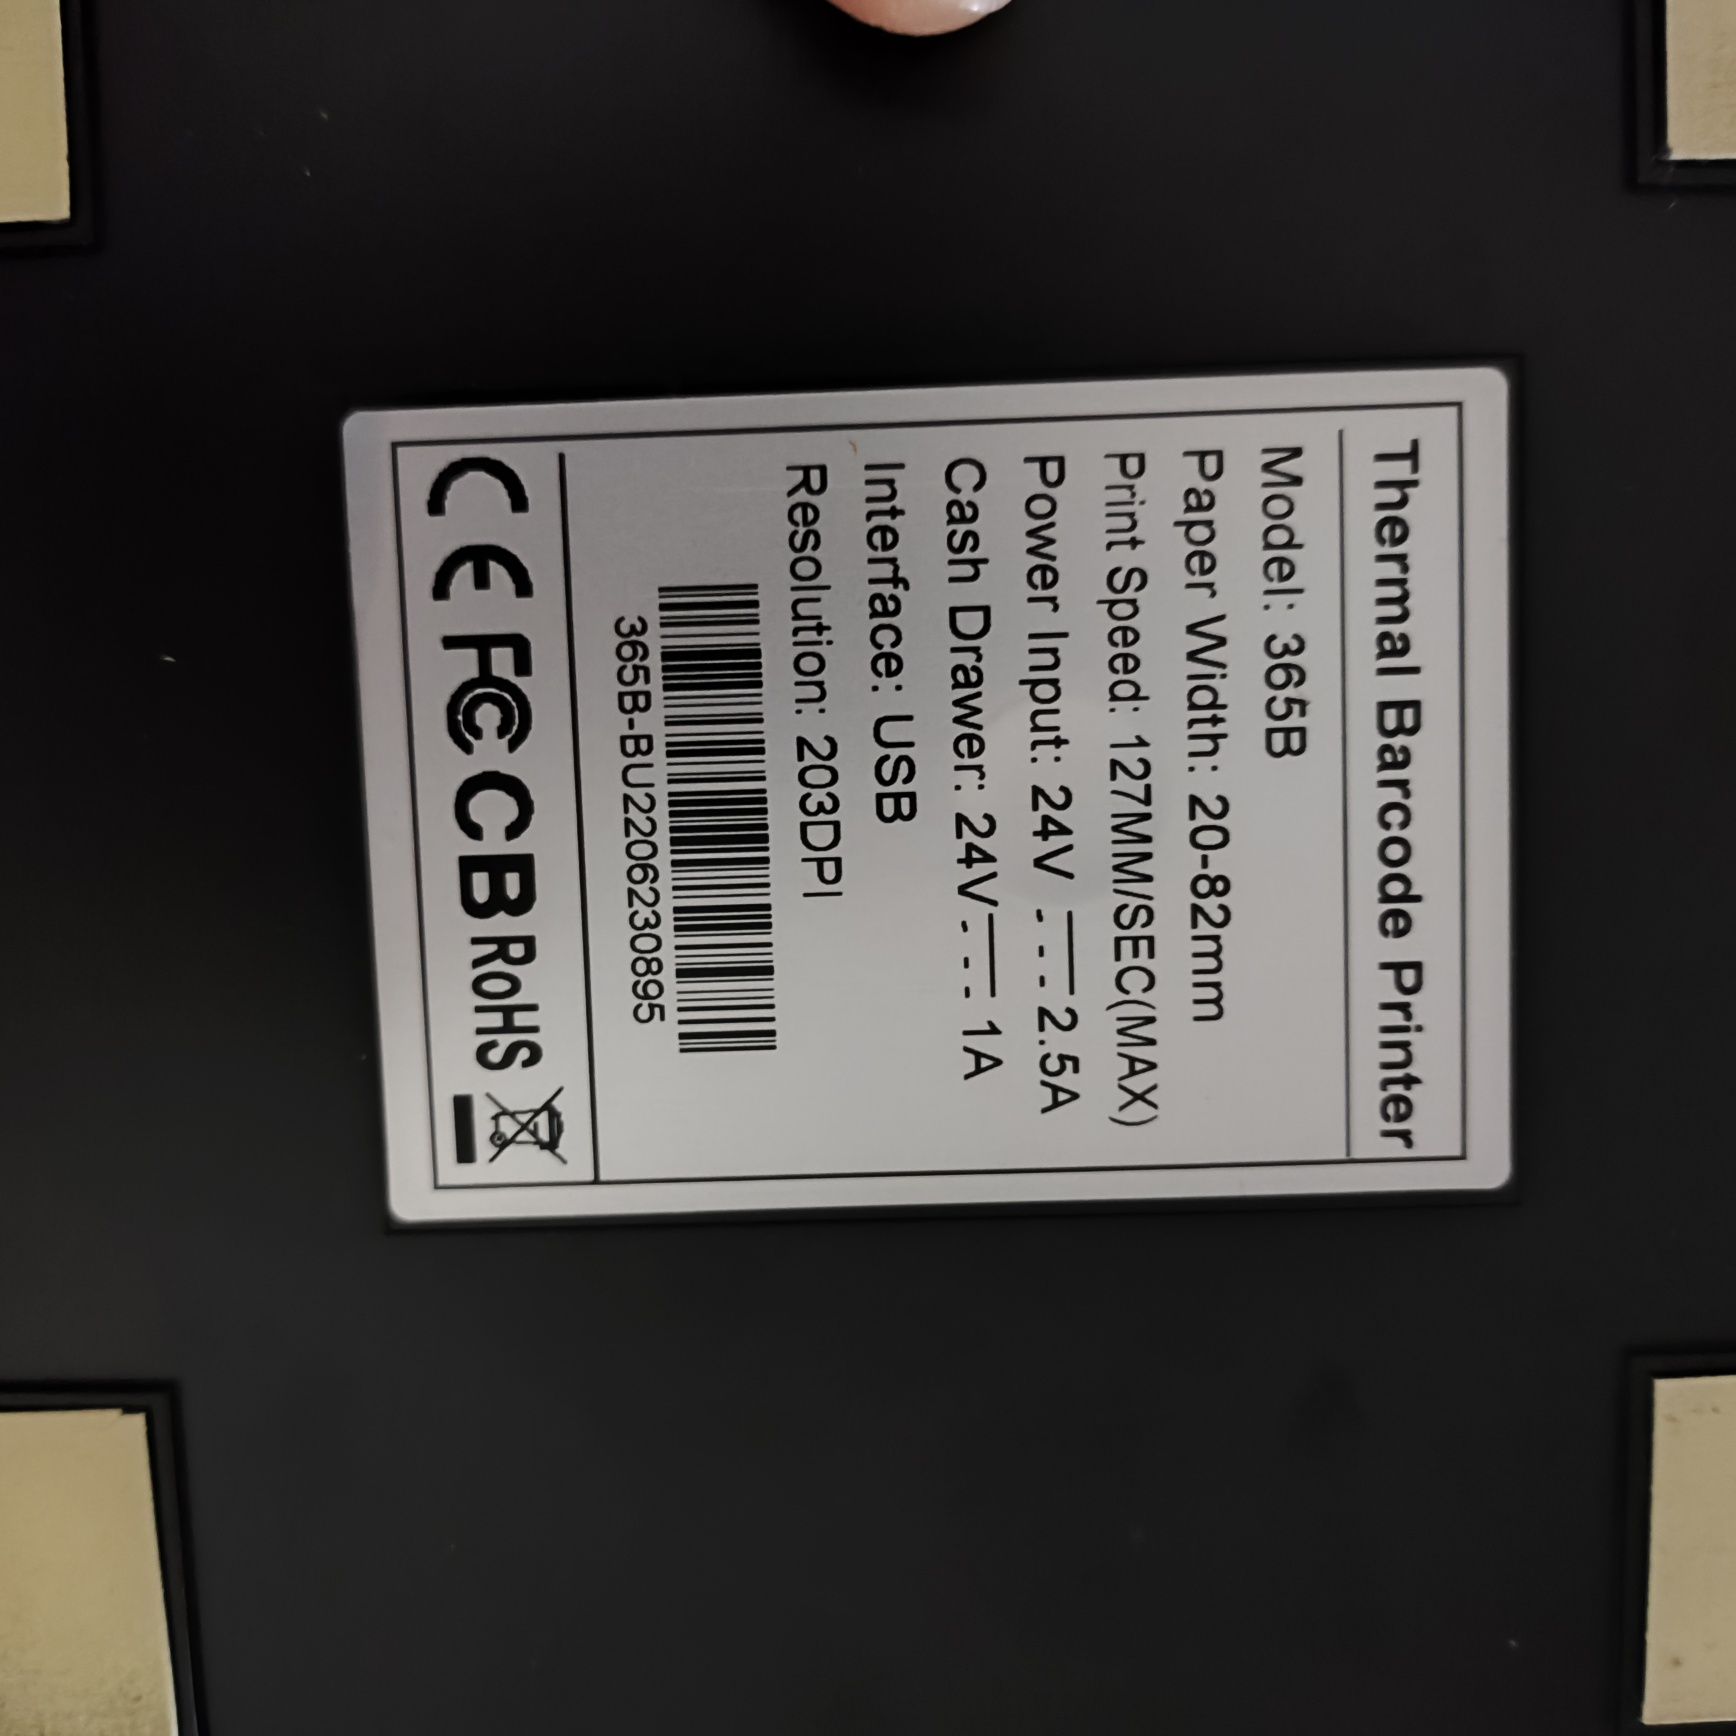 Thermal Barcode Printer
Model: 365B
Paper Width: 20-82mm
Print Speed: 127MM/SEC(MAX)
Power Input: 24V ⎓ 2.5A
Cash Drawer: 24V ⎓ 1A
Interface: USB
Resolution: 203DPI
365B-BU2206230895
CE FC CB RoHS